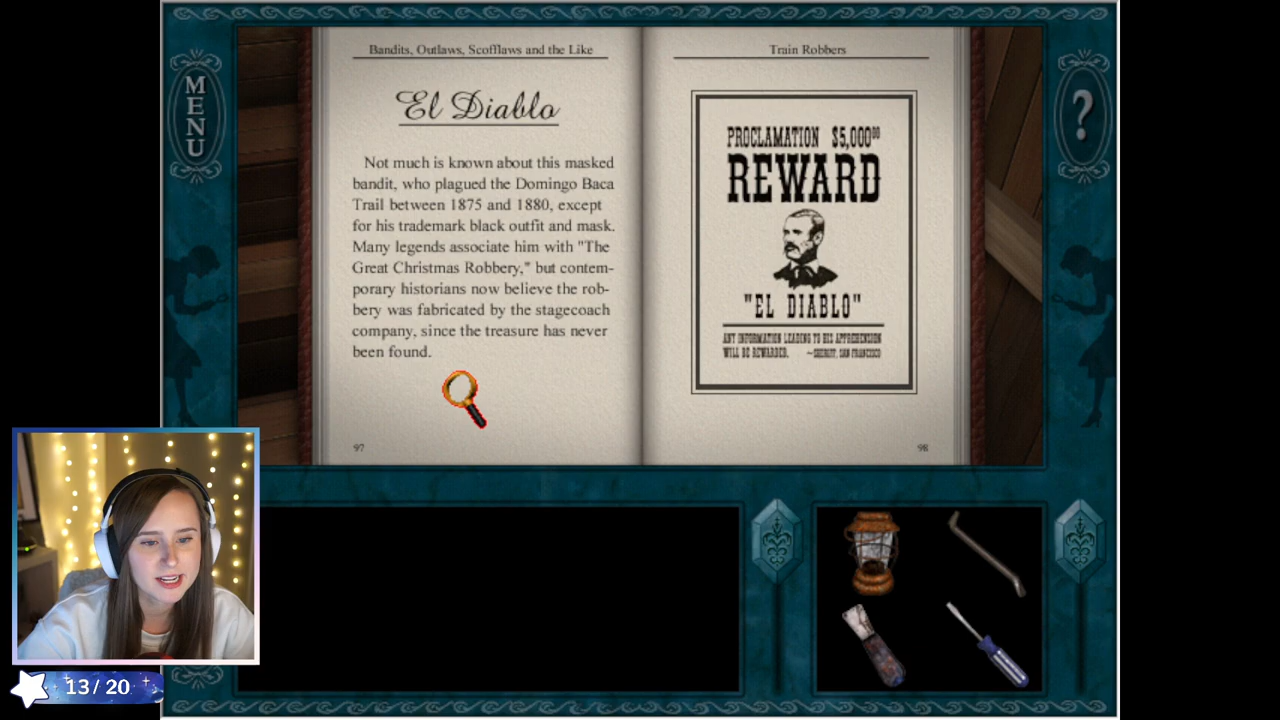 Bandits, Outlaws, Scofflaws and the Like
El Diablo
Not much is known about this masked
bandit, who plagued the Domingo Baca
Trail between 1875 and 1880, except
for his trademark black outfit and mask.
Many legends associate him with "The
Great Christmas Robbery," but contem-
porary historians now believe the rob-
bery was fabricated by the stagecoach
company, since the treasure has never
been found.
97
Train Robbers
PROCLAMATION $5,000⁰⁰
REWARD
"EL DIABLO"
ANY INFORMATION LEADING TO HIS APPREHENSION
WILL BE REWARDED. ~SHERIFF, SAN FRANCISCO
98
MENU
?
13/ 20